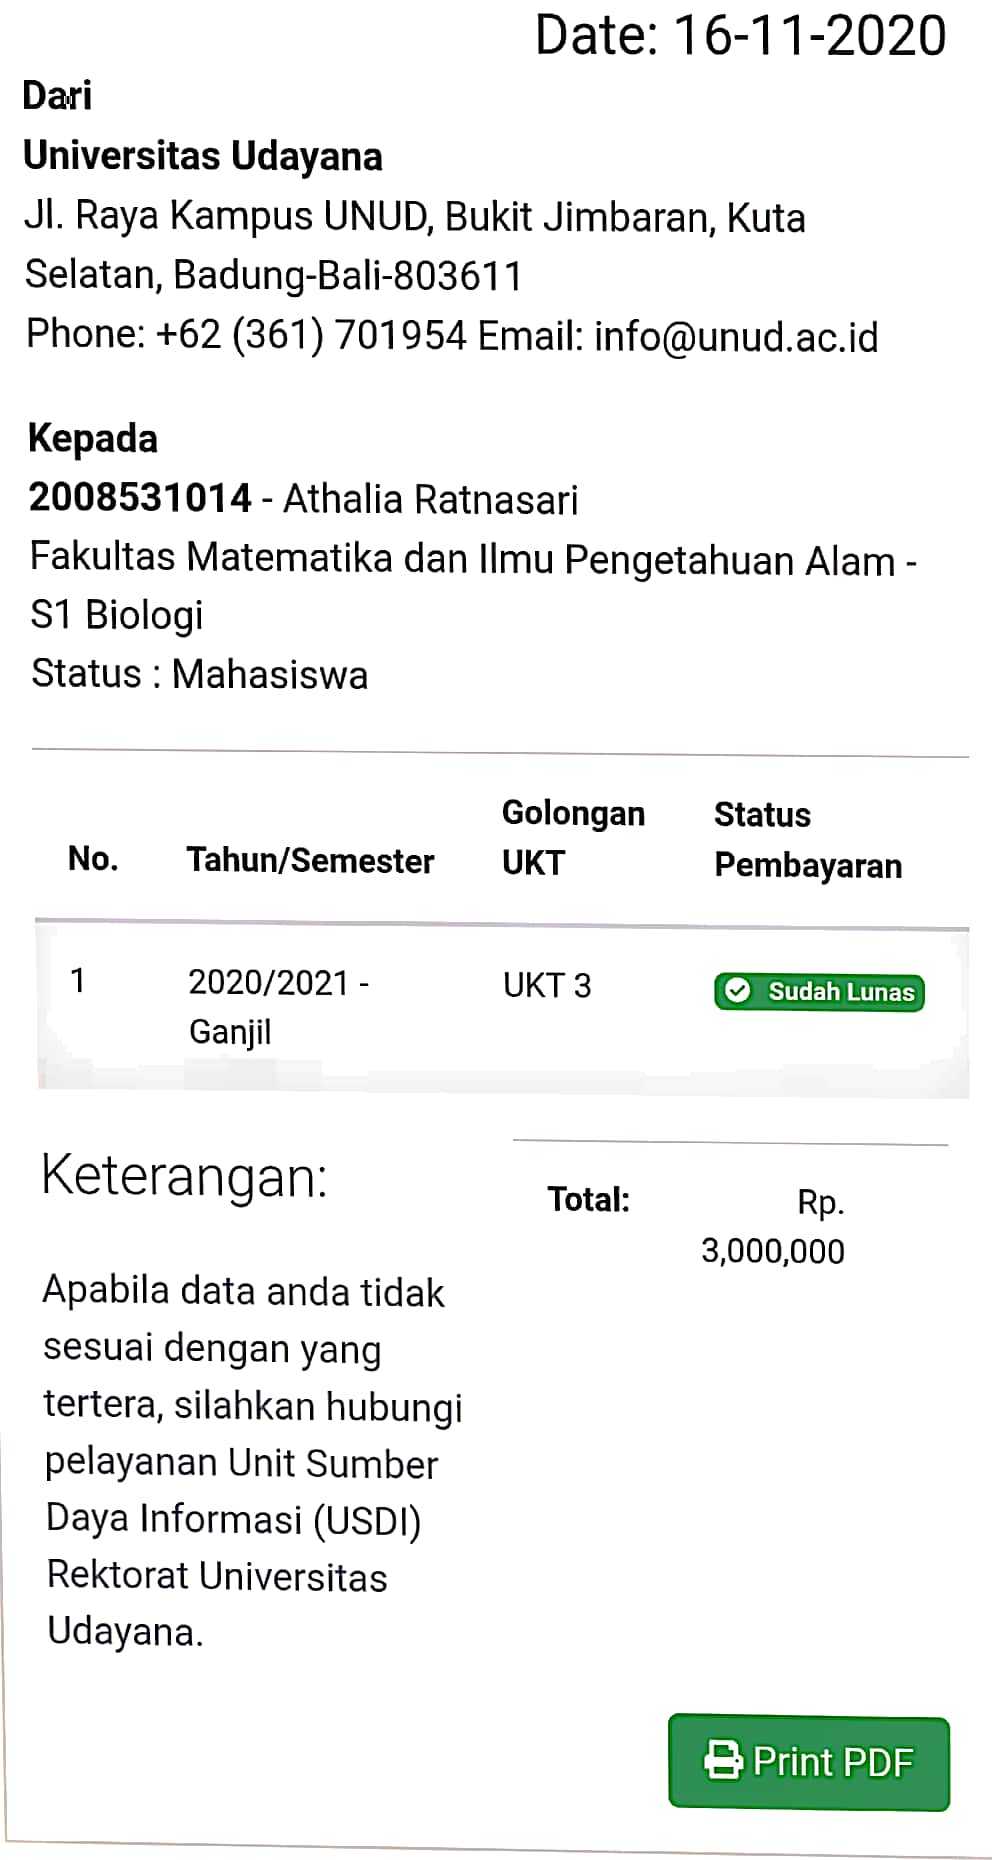 Date: 16-11-2020
Dari
Universitas Udayana
Jl. Raya Kampus UNUD, Bukit Jimbaran, Kuta
Selatan, Badung-Bali-803611
Phone: +62 (361) 701954 Email: info@unud.ac.id
Kepada
2008531014 - Athalia Ratnasari
Fakultas Matematika dan Ilmu Pengetahuan Alam -
S1 Biologi
Status : Mahasiswa
No. Tahun/Semester Golongan UKT Status Pembayaran
1 2020/2021 - Ganjil UKT 3 Sudah Lunas
Keterangan:
Total: Rp. 3,000,000
Apabila data anda tidak
sesuai dengan yang
tertera, silahkan hubungi
pelayanan Unit Sumber
Daya Informasi (USDI)
Rektorat Universitas
Udayana.
Print PDF